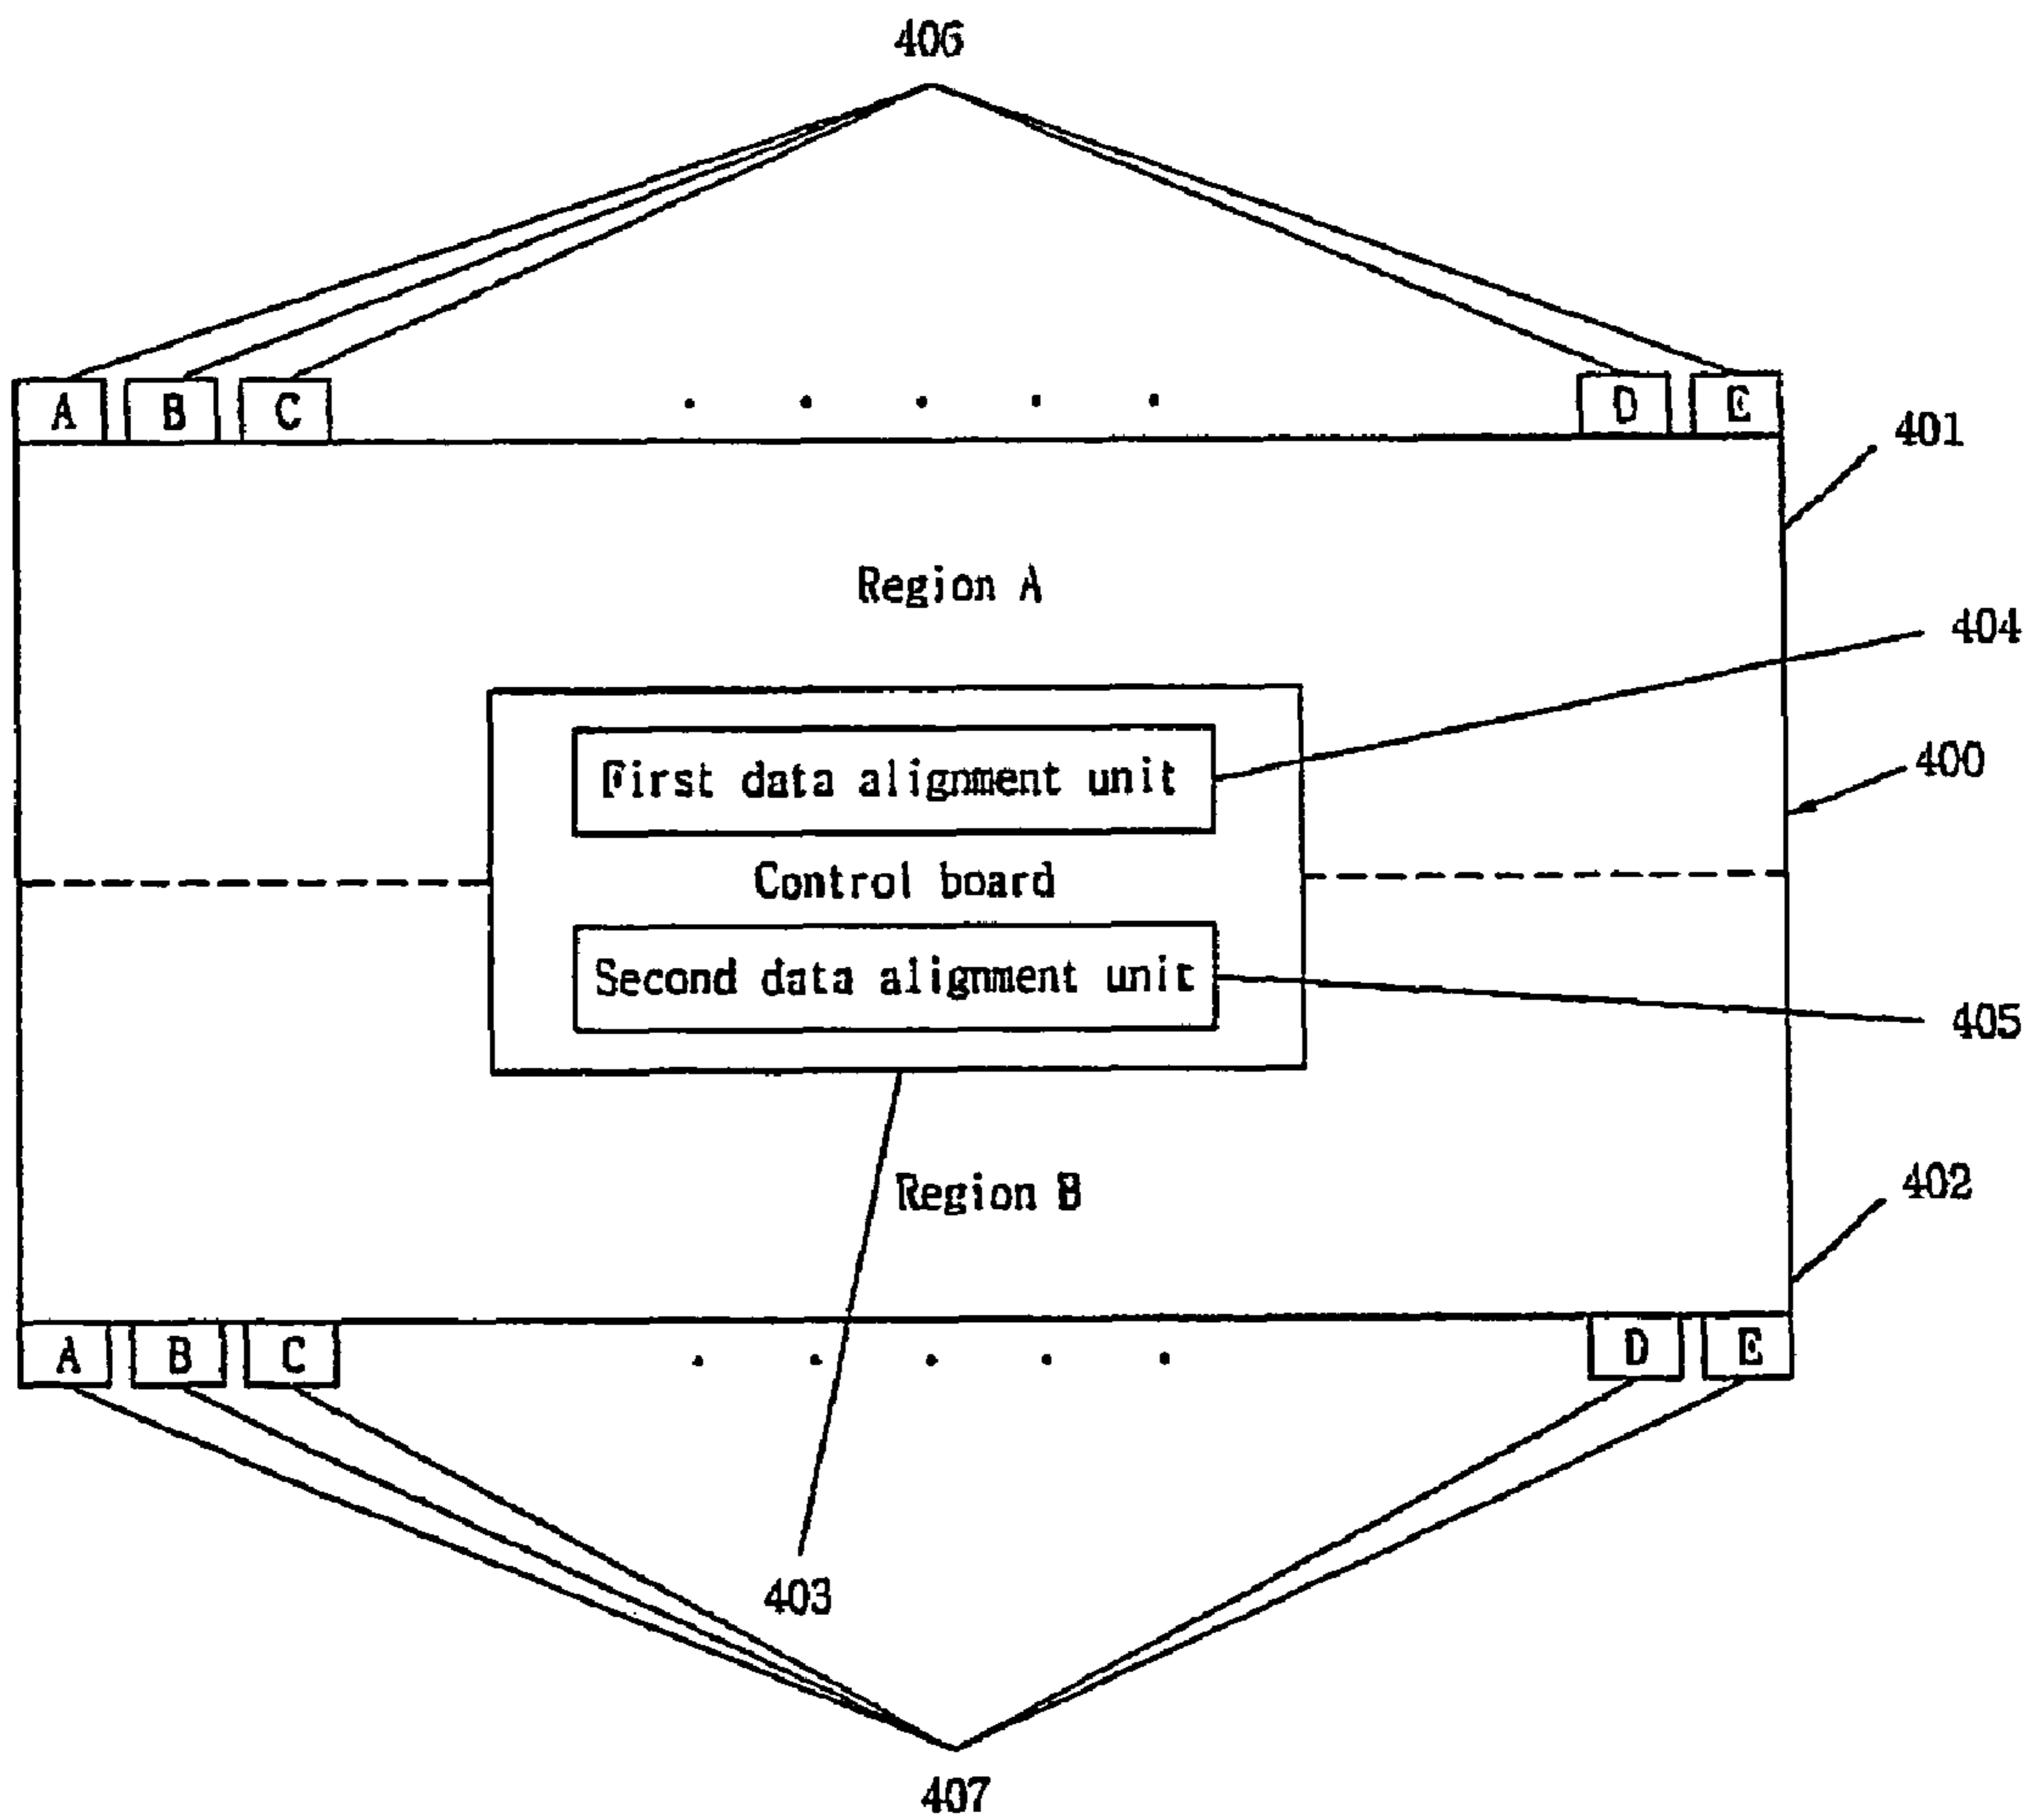 406
A B C D E
401
Region A
404
First data alignment unit
400
Control board
Second data alignment unit
405
Region B
402
A B C D E
403
407